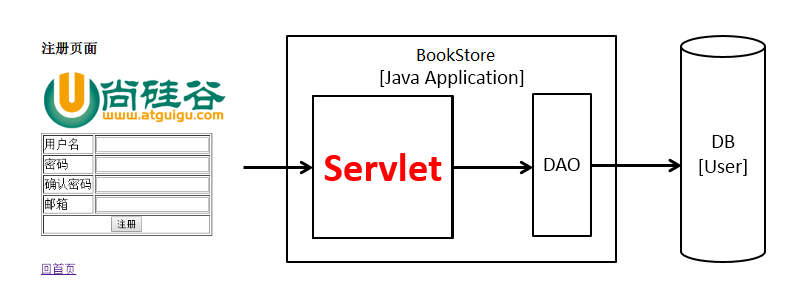 注册页面
尚硅谷
www.atguigu.com
用户名
密码
确认密码
邮箱
注册
回首页
BookStore
[Java Application]
Servlet
DAO
DB
[User]